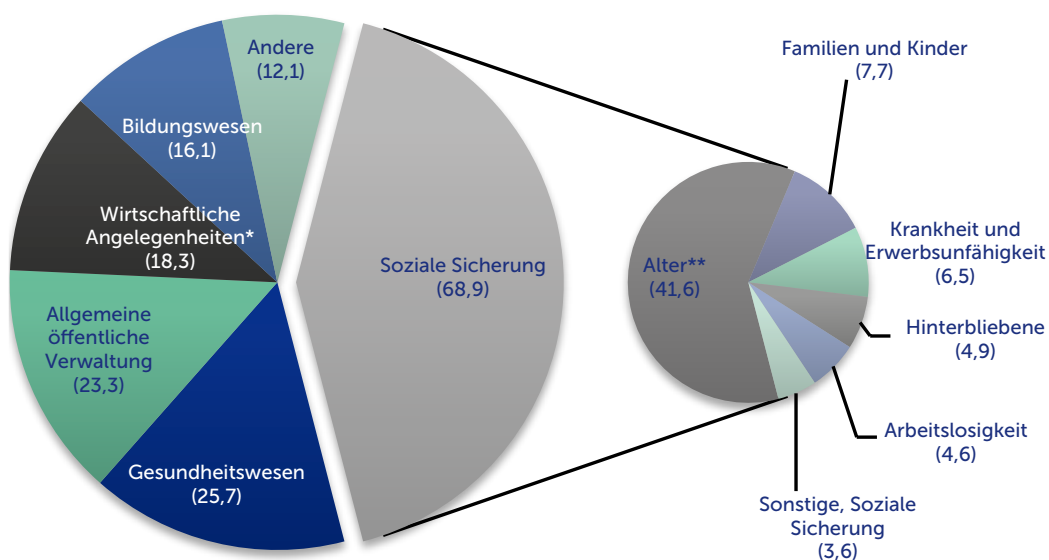 Andere
(12,1)
Bildungswesen
(16,1)
Wirtschaftliche
Angelegenheiten*
(18,3)
Allgemeine
öffentliche
Verwaltung
(23,3)
Gesundheitswesen
(25,7)
Soziale Sicherung
(68,9)
Alter**
(41,6)
Familien und Kinder
(7,7)
Krankheit und
Erwerbsunfähigkeit
(6,5)
Hinterbliebene
(4,9)
Arbeitslosigkeit
(4,6)
Sonstige, Soziale
Sicherung
(3,6)